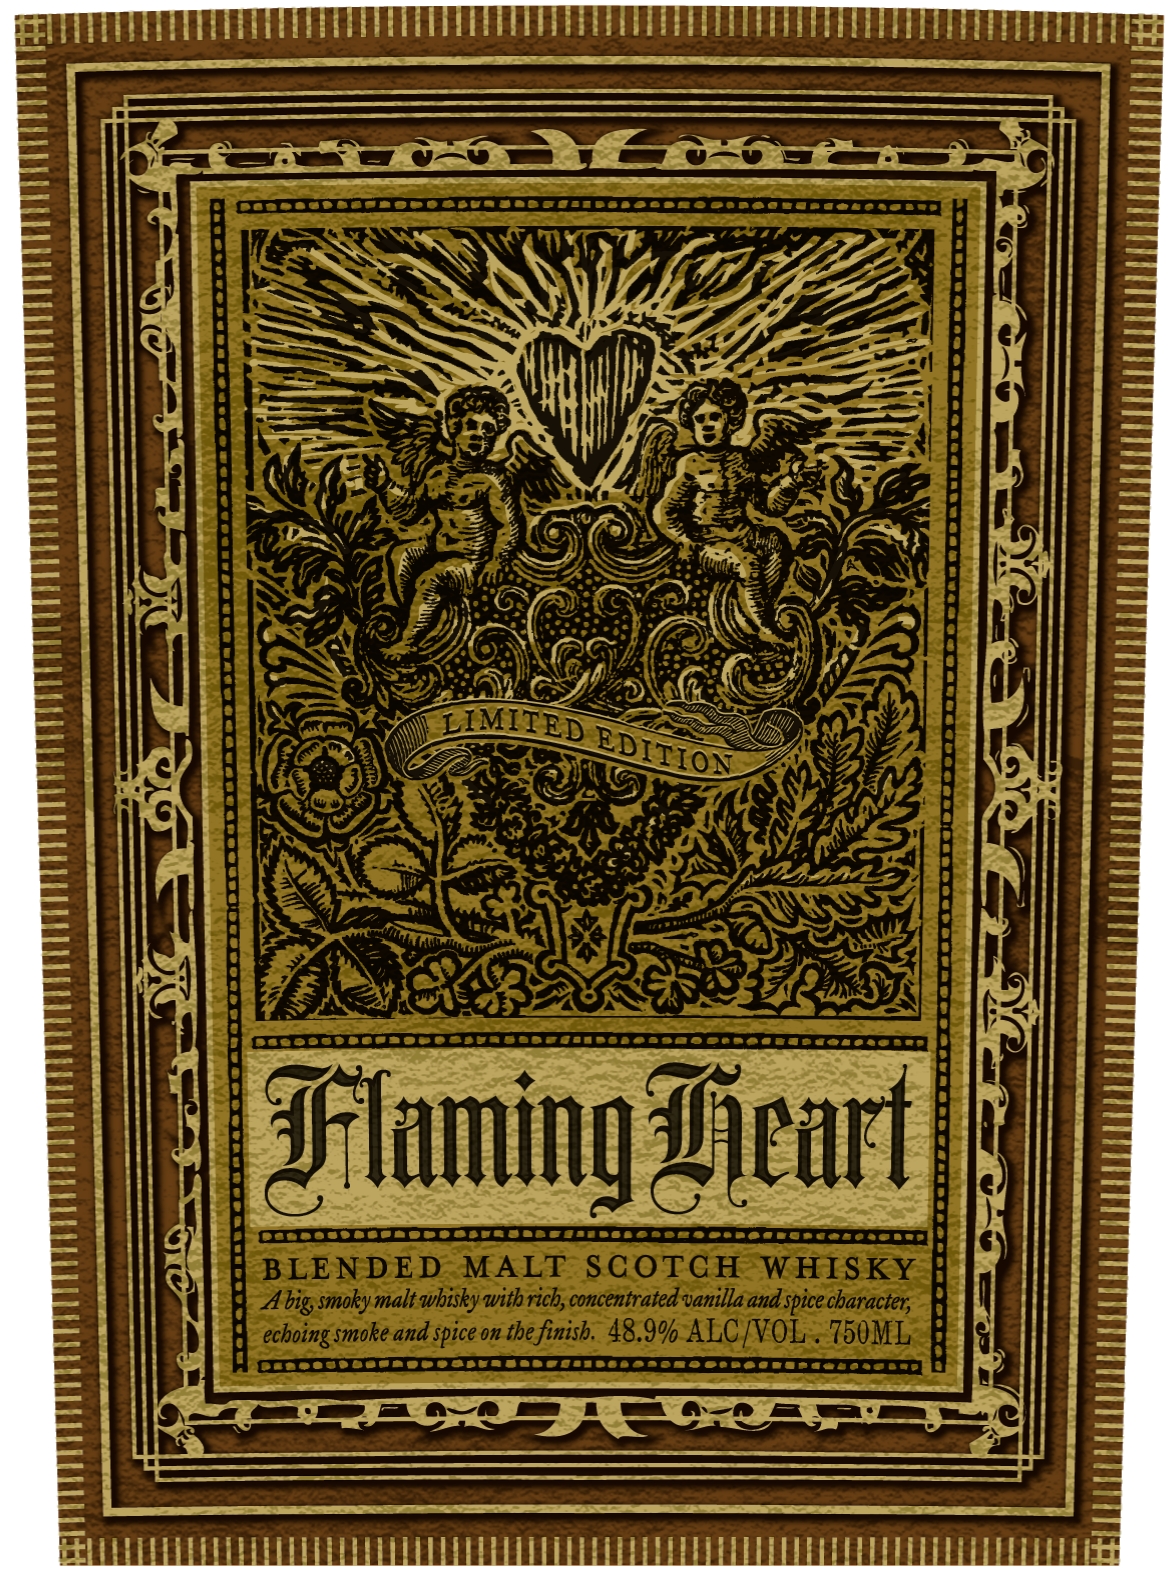 LIMITED EDITION
Flaming Heart
BLENDED MALT SCOTCH WHISKY
A big, smoky malt whisky with rich, concentrated vanilla and spice character,
echoing smoke and spice on the finish. 48.9% ALC/VOL . 750ML